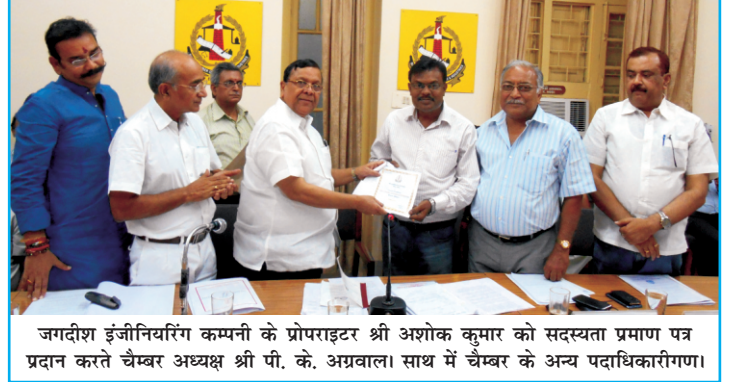 जगदीश इंजीनियरिंग कम्पनी के प्रोपराइटर श्री अशोक कुमार को सदस्यता प्रमाण पत्र
प्रदान करते चैम्बर अध्यक्ष श्री पी. के. अग्रवाल। साथ में चैम्बर के अन्य पदाधिकारीगण।